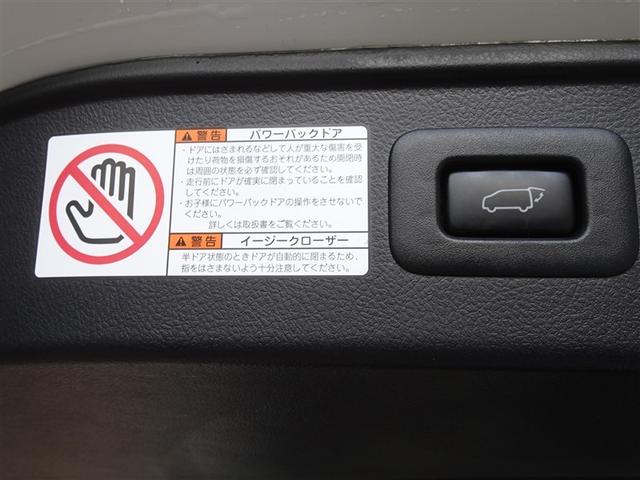 警告 パワーバックドア
・ドアにはさまれるなどして人が重大な傷害を受
けたり荷物を損傷するおそれがあるため開閉時
は周囲の状態を必ず確認してください。
・走行前にドアが確実に閉まっていることを確認
してください。
・お子様にパワーバックドアの操作をさせないで
ください。
詳しくは取扱書をご覧ください。
警告 イージークローザー
半ドア状態のときドアが自動的に閉まるため、
指をはさまないよう十分注意してください。